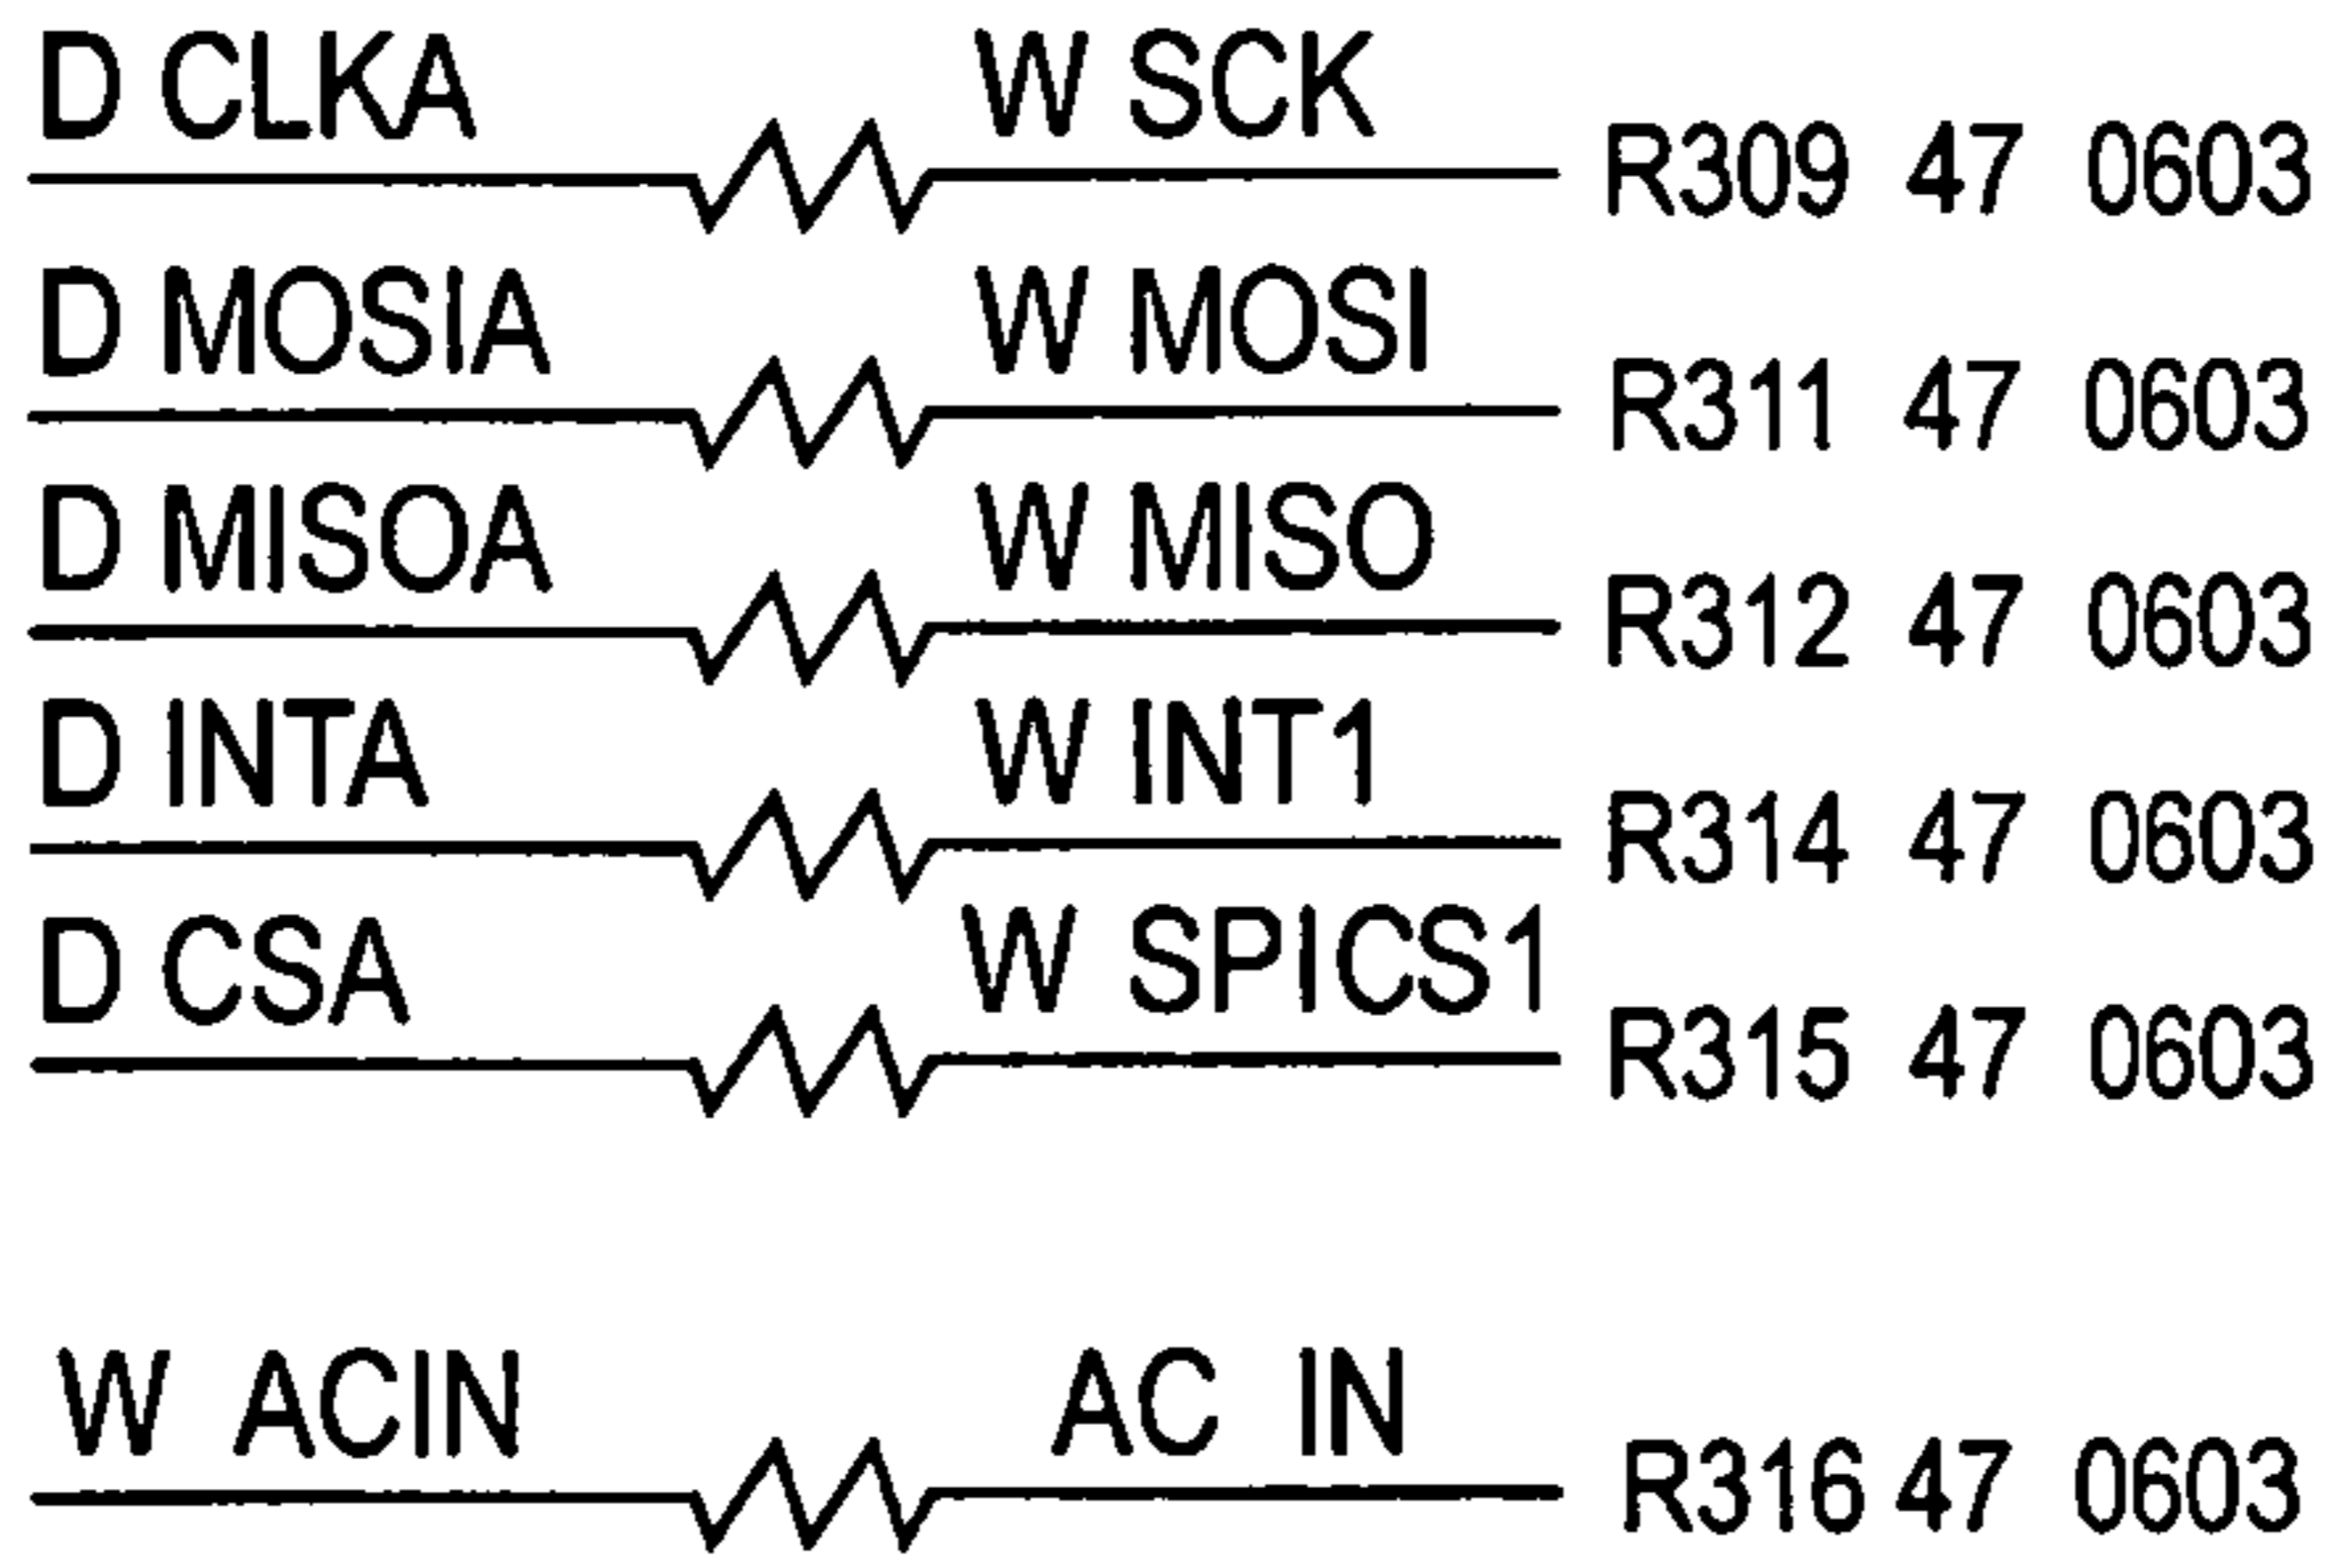 D CLKA W SCK R309 47 0603
D MOSIA W MOSI R311 47 0603
D MISOA W MISO R312 47 0603
D INTA W INT1 R314 47 0603
D CSA W SPICS1 R315 47 0603
W ACIN AC IN R316 47 0603